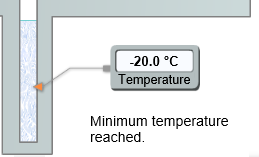 -20.0 °C
Temperature
Minimum temperature
reached.